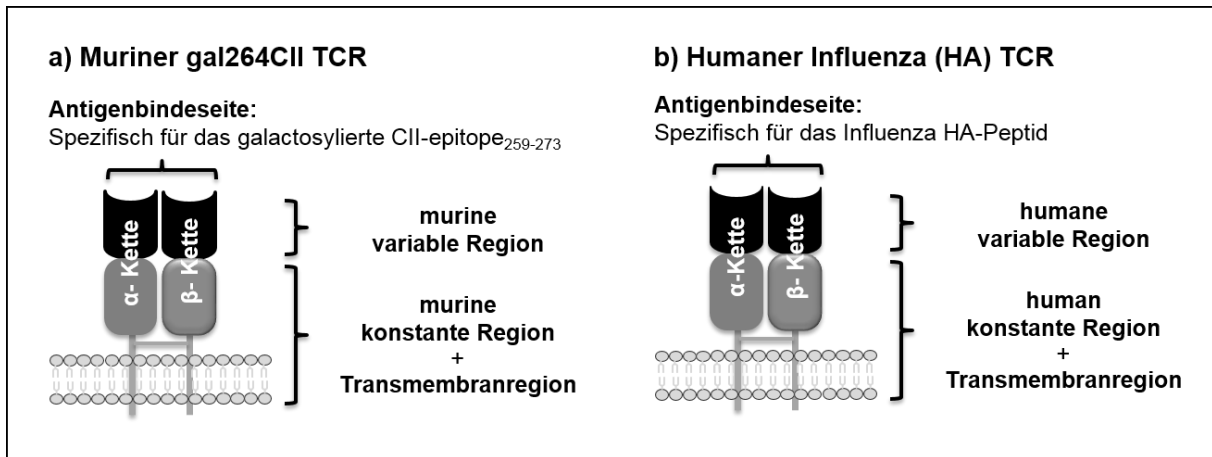 a) Muriner gal264CII TCR
Antigenbindeseite:
Spezifisch für das galactosylierte CII-epitope259-273
α- Kette
β- Kette
murine
variable Region
murine
konstante Region
+
Transmembranregion
b) Humaner Influenza (HA) TCR
Antigenbindeseite:
Spezifisch für das Influenza HA-Peptid
α-Kette
β- Kette
humane
variable Region
human
konstante Region
+
Transmembranregion